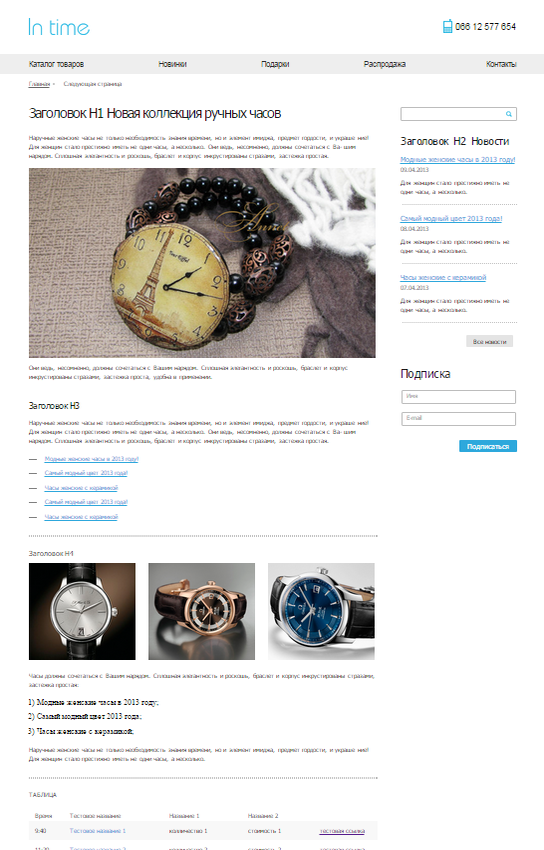 In time
066 12 577 654
Каталог товаров Новинки Подарки Распродажа Контакты
Главная • Следующая страница
Заголовок H1 Новая коллекция ручных часов
Наручные женские часы не только необходимость знания времени, но и элемент имиджа, предмет гордости, и украшение!
Для женщин стало престижно иметь не одни часы, а несколько. Они ведь, несомненно, должны сочетаться с Ва- шим
нарядом. Сплошная элегантность и роскошь, браслет и корпус инкрустированы стразами, застежка проста.
Они ведь, несомненно, должны сочетаться с Вашим нарядом. Сплошная элегантность и роскошь, браслет и корпус
инкрустированы стразами, застежка проста, удобна в применении.
Заголовок H3
Наручные женские часы не только необходимость знания времени, но и элемент имиджа, предмет гордости, и украшение!
Для женщин стало престижно иметь не одни часы, а несколько. Они ведь, несомненно, должны сочетаться с Ва- шим
нарядом. Сплошная элегантность и роскошь, браслет и корпус инкрустированы стразами, застежка проста.
— Модные женские часы в 2013 году!
— Самый модный цвет 2013 года!
— Часы женские с керамикой
— Самый модный цвет 2013 года!
— Часы женские с керамикой
Заголовок H4
Часы должны сочетаться с Вашим нарядом. Сплошная элегантность и роскошь, браслет и корпус инкрустированы стразами,
застежка простая:
1) Модные женские часы в 2013 году;
2) Самый модный цвет 2013 года;
3) Часы женские с керамикой;
Наручные женские часы не только необходимость знания времени, но и элемент имиджа, предмет гордости, и украшение!
Для женщин стало престижно иметь не одни часы, а несколько.
ТАБЛИЦА
Время Тестовое название Название 1 Название 2
9:40 Тестовое название 1 колличество 1 стоимость 1 тестовая ссылка
Заголовок H2 Новости
Модные женские часы в 2013 году!
09.04.2013
Для женщин стало престижно иметь не
одни часы, а несколько.
Самый модный цвет 2013 года!
08.04.2013
Для женщин стало престижно иметь не
одни часы, а несколько.
Часы женские с керамикой
07.04.2013
Для женщин стало престижно иметь не
одни часы, а несколько.
Все новости
Подписка
Имя
E-mail
Подписаться